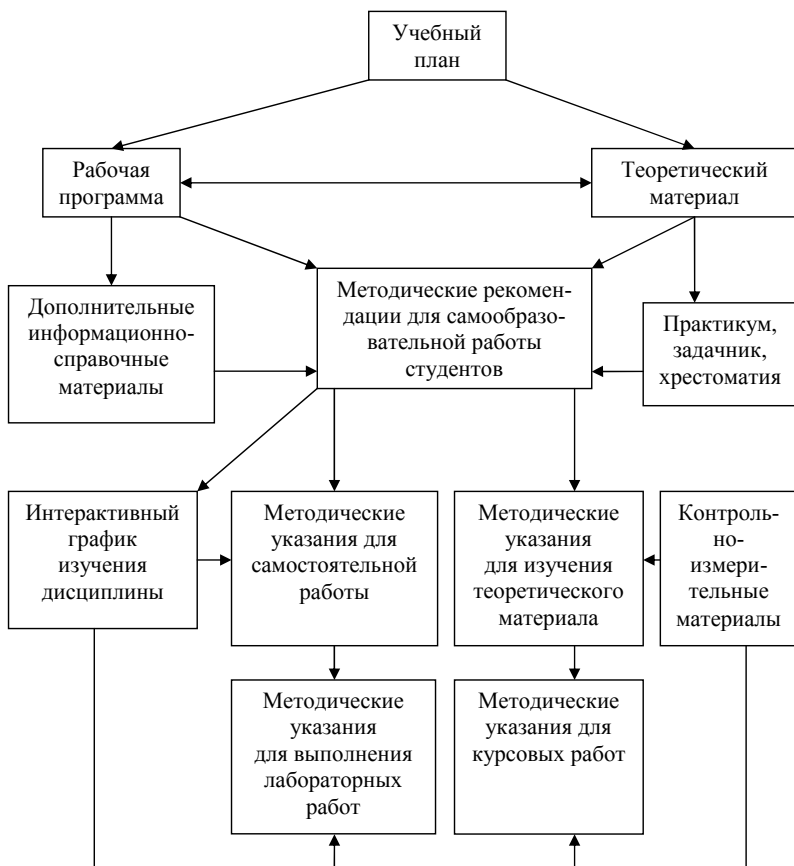 Учебный
план
Рабочая
программа
Теоретический
материал
Дополнительные
информационно-
справочные
материалы
Методические рекомен-
дации для самообразо-
овательной работы
студентов
Практикум,
задачник,
хрестоматия
Интерактивный
график
изучения
дисциплины
Методические
указания для
самостоятельной
работы
Методические
указания
для изучения
теоретического
материала
Контроль-
но-
измери-
тельные
материалы
Методические
указания
для выполнения
лабораторных
работ
Методические
указания для
курсовых работ